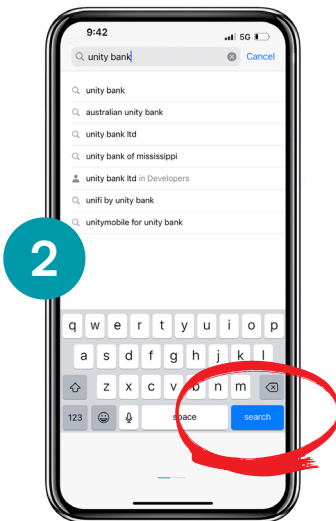 9:42 5G
unity bank Cancel
unity bank
australian unity bank
unity bank ltd
unity bank of mississippi
unity bank ltd in Developers
unifi by unity bank
unitymobile for unity bank
2
q w e r t y u i o p
a s d f g h j k l
z x c v b n m
123 space search